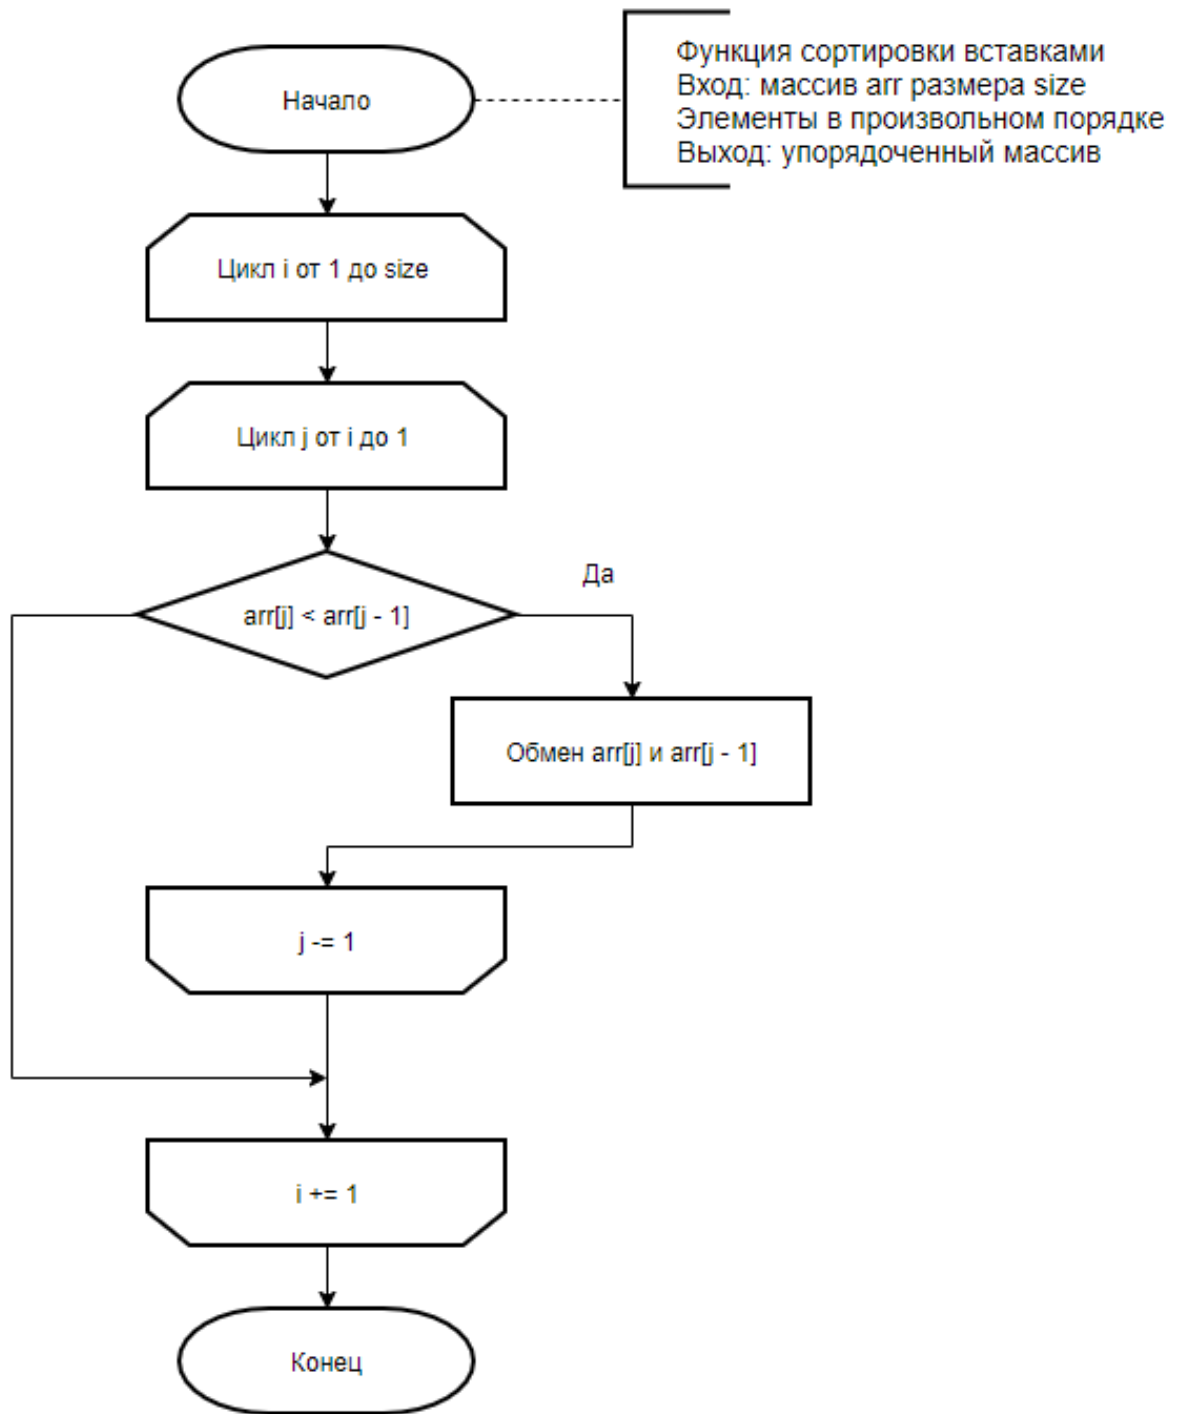 Начало
Функция сортировки вставками
Вход: массив arr размера size
Элементы в произвольном порядке
Выход: упорядоченный массив
Цикл i от 1 до size
Цикл j от i до 1
arr[j] < arr[j - 1]
Да
Обмен arr[j] и arr[j - 1]
j -= 1
i += 1
Конец